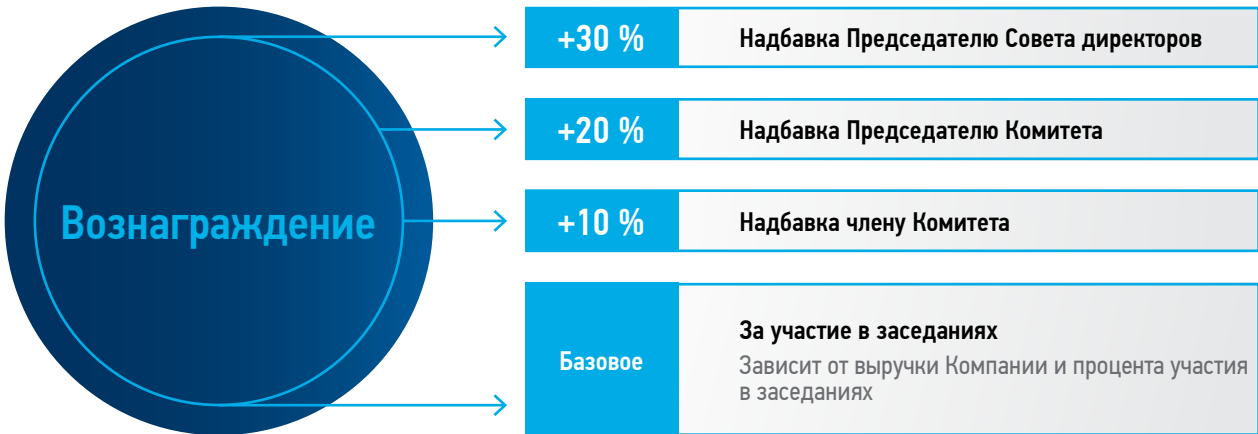 Вознаграждение
+30 %
Надбавка Председателю Совета директоров
+20 %
Надбавка Председателю Комитета
+10 %
Надбавка члену Комитета
Базовое
За участие в заседаниях
Зависит от выручки Компании и процента участия
в заседаниях